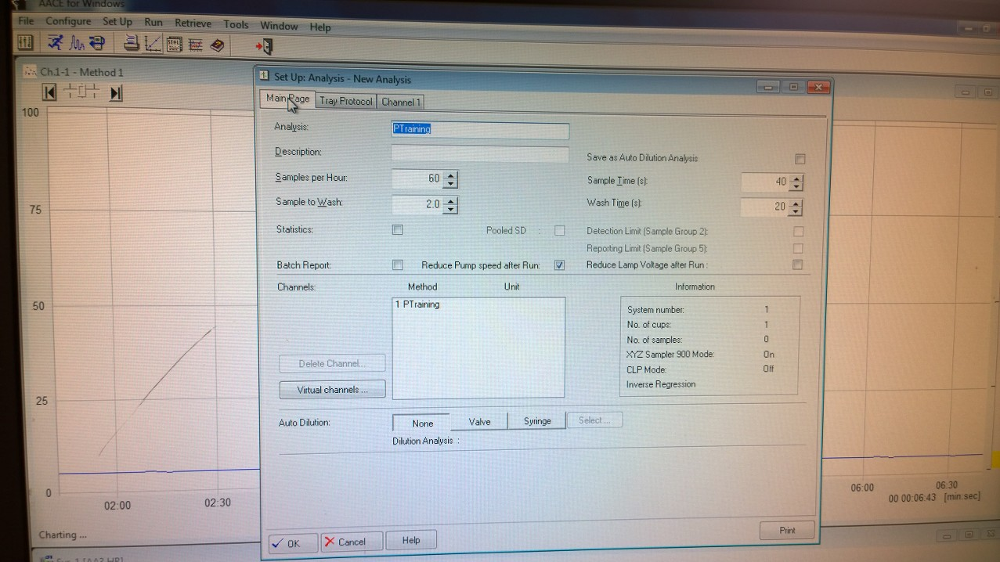 AACE for Windows
File Configure Set Up Run Retrieve Tools Window Help
Ch.1-1 - Method 1
Set Up: Analysis - New Analysis
Main Page Tray Protocol Channel 1
Analysis: PTraining
Description:
Save as Auto Dilution Analysis
Samples per Hour: 60
Sample Time (s): 40
Sample to Wash: 2.0
Wash Time (s): 20
Statistics: Pooled SD : Detection Limit (Sample Group 2):
Reporting Limit (Sample Group 5):
Batch Report: Reduce Pump speed after Run: Reduce Lamp Voltage after Run :
Channels: Method Unit Information
1 PTraining
System number: 1
No. of cups: 1
No. of samples: 0
XYZ Sampler 900 Mode: On
CLP Mode: Off
Inverse Regression
Delete Channel...
Virtual channels ...
Auto Dilution: None Valve Syringe Select ...
Dilution Analysis :
OK Cancel Help Print
100
75
50
25
0
02:00 02:30 06:00 06:30
00 00:06:43 [min:sec]
Charting ...